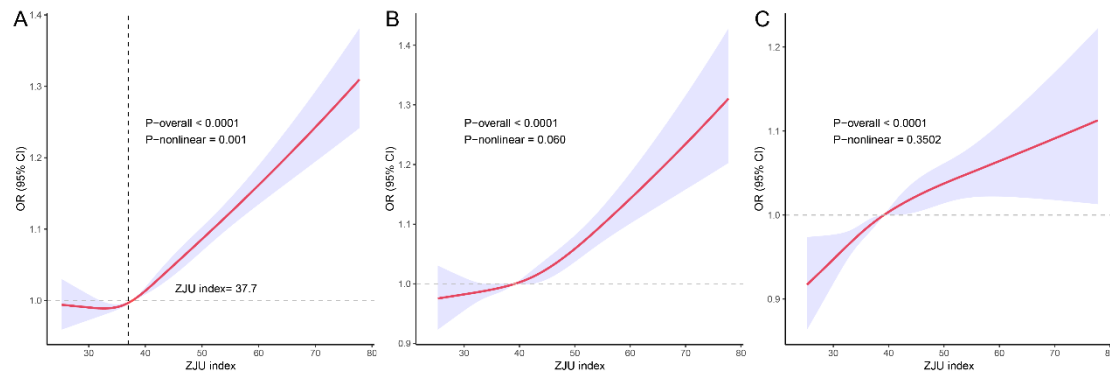 A
1.4
1.3
1.2
1.1
1.0
OR (95% CI)
P-overall < 0.0001
P-nonlinear = 0.001
ZJU index= 37.7
30
40
50
60
70
80
ZJU index
B
1.4
1.3
1.2
1.1
1.0
0.9
OR (95% CI)
P-overall < 0.0001
P-nonlinear = 0.060
30
40
50
60
70
80
ZJU index
C
1.2
1.1
1.0
0.9
OR (95% CI)
P-overall < 0.0001
P-nonlinear = 0.3502
30
40
50
60
70
ZJU index